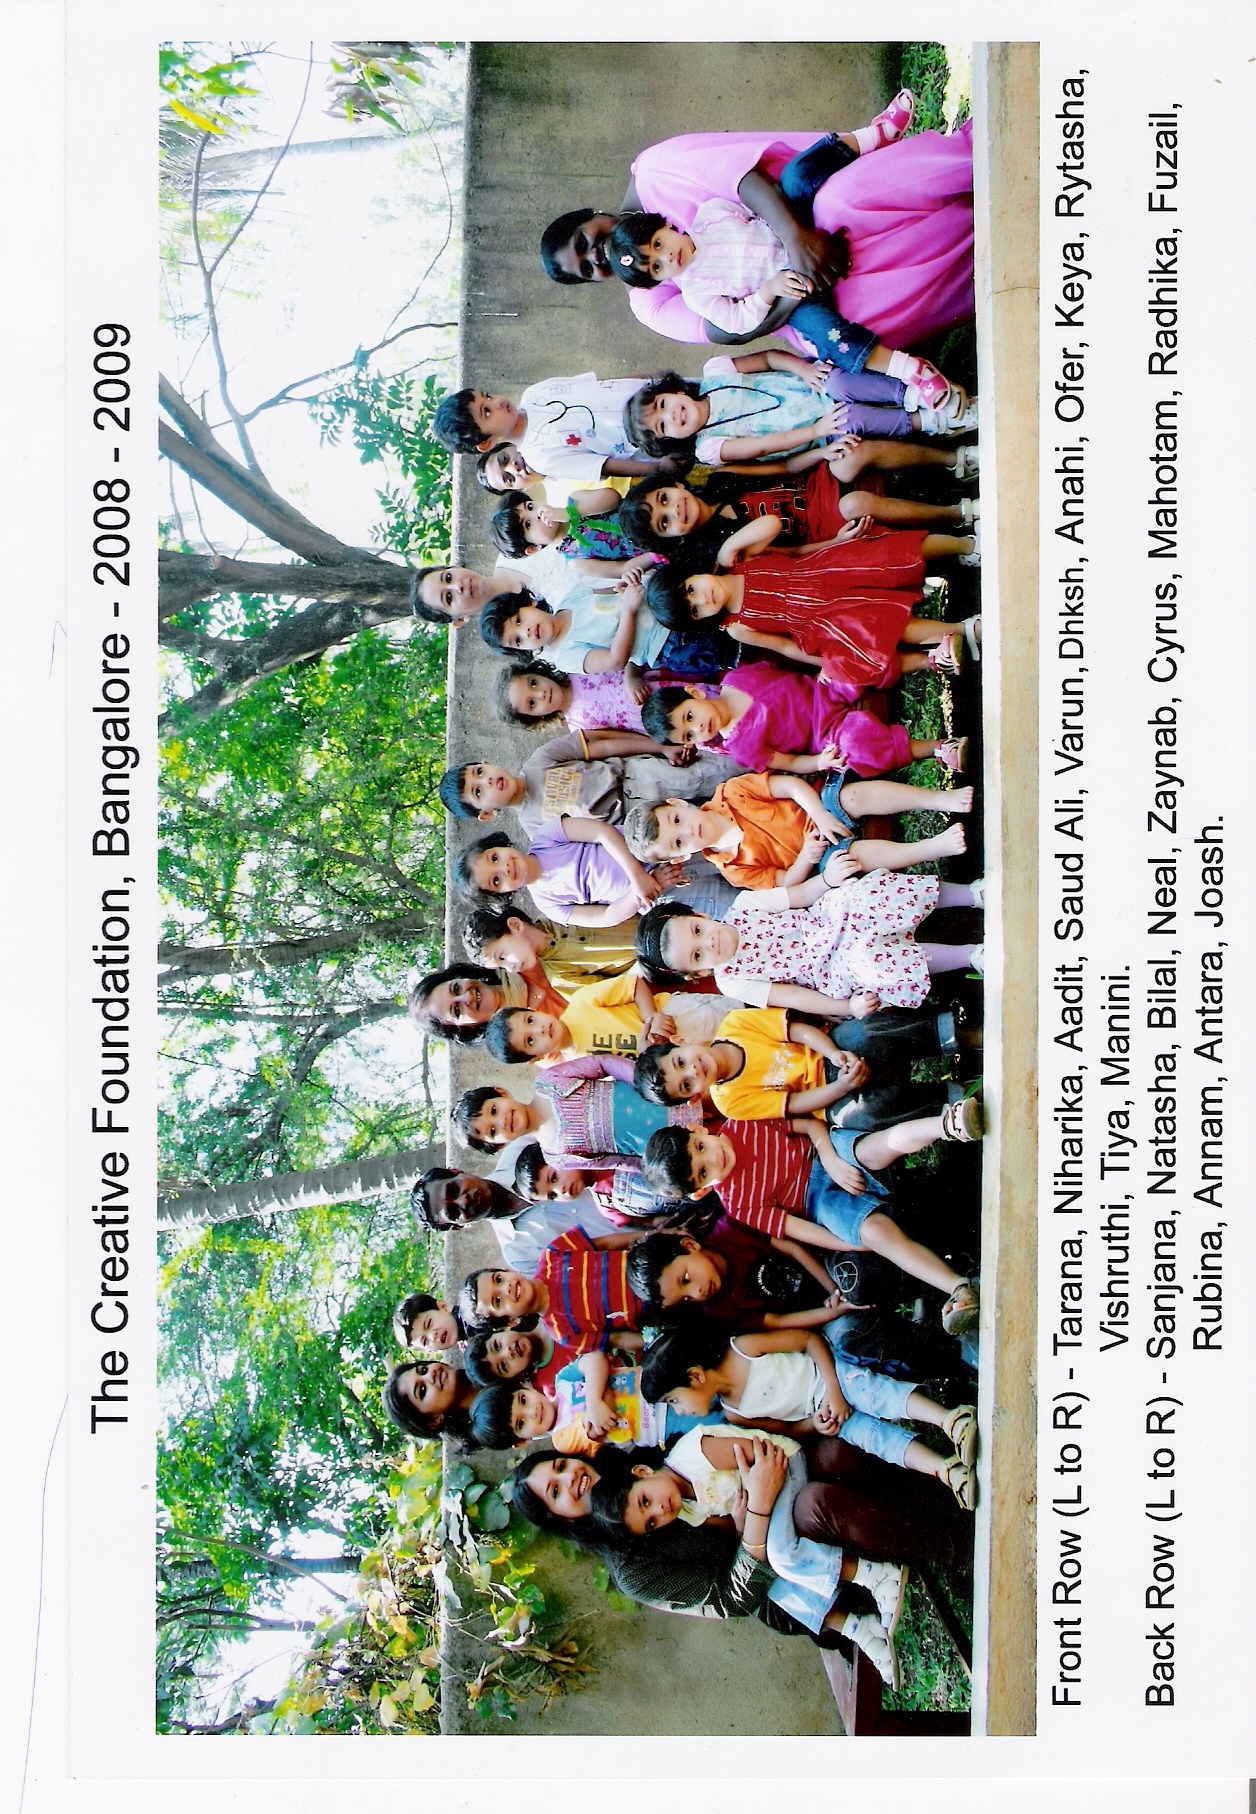 The Creative Foundation, Bangalore - 2008 - 2009
Front Row (L to R) - Tarana, Niharika, Aadit, Saud Ali, Varun, Dhksh, Anahi, Ofer, Keya, Rytasha,
Vishruthi, Tiya, Manini.
Back Row (L to R) - Sanjana, Natasha, Bilal, Neal, Zaynab, Cyrus, Mahotam, Radhika, Fuzail,
Rubina, Annam, Antara, Joash.